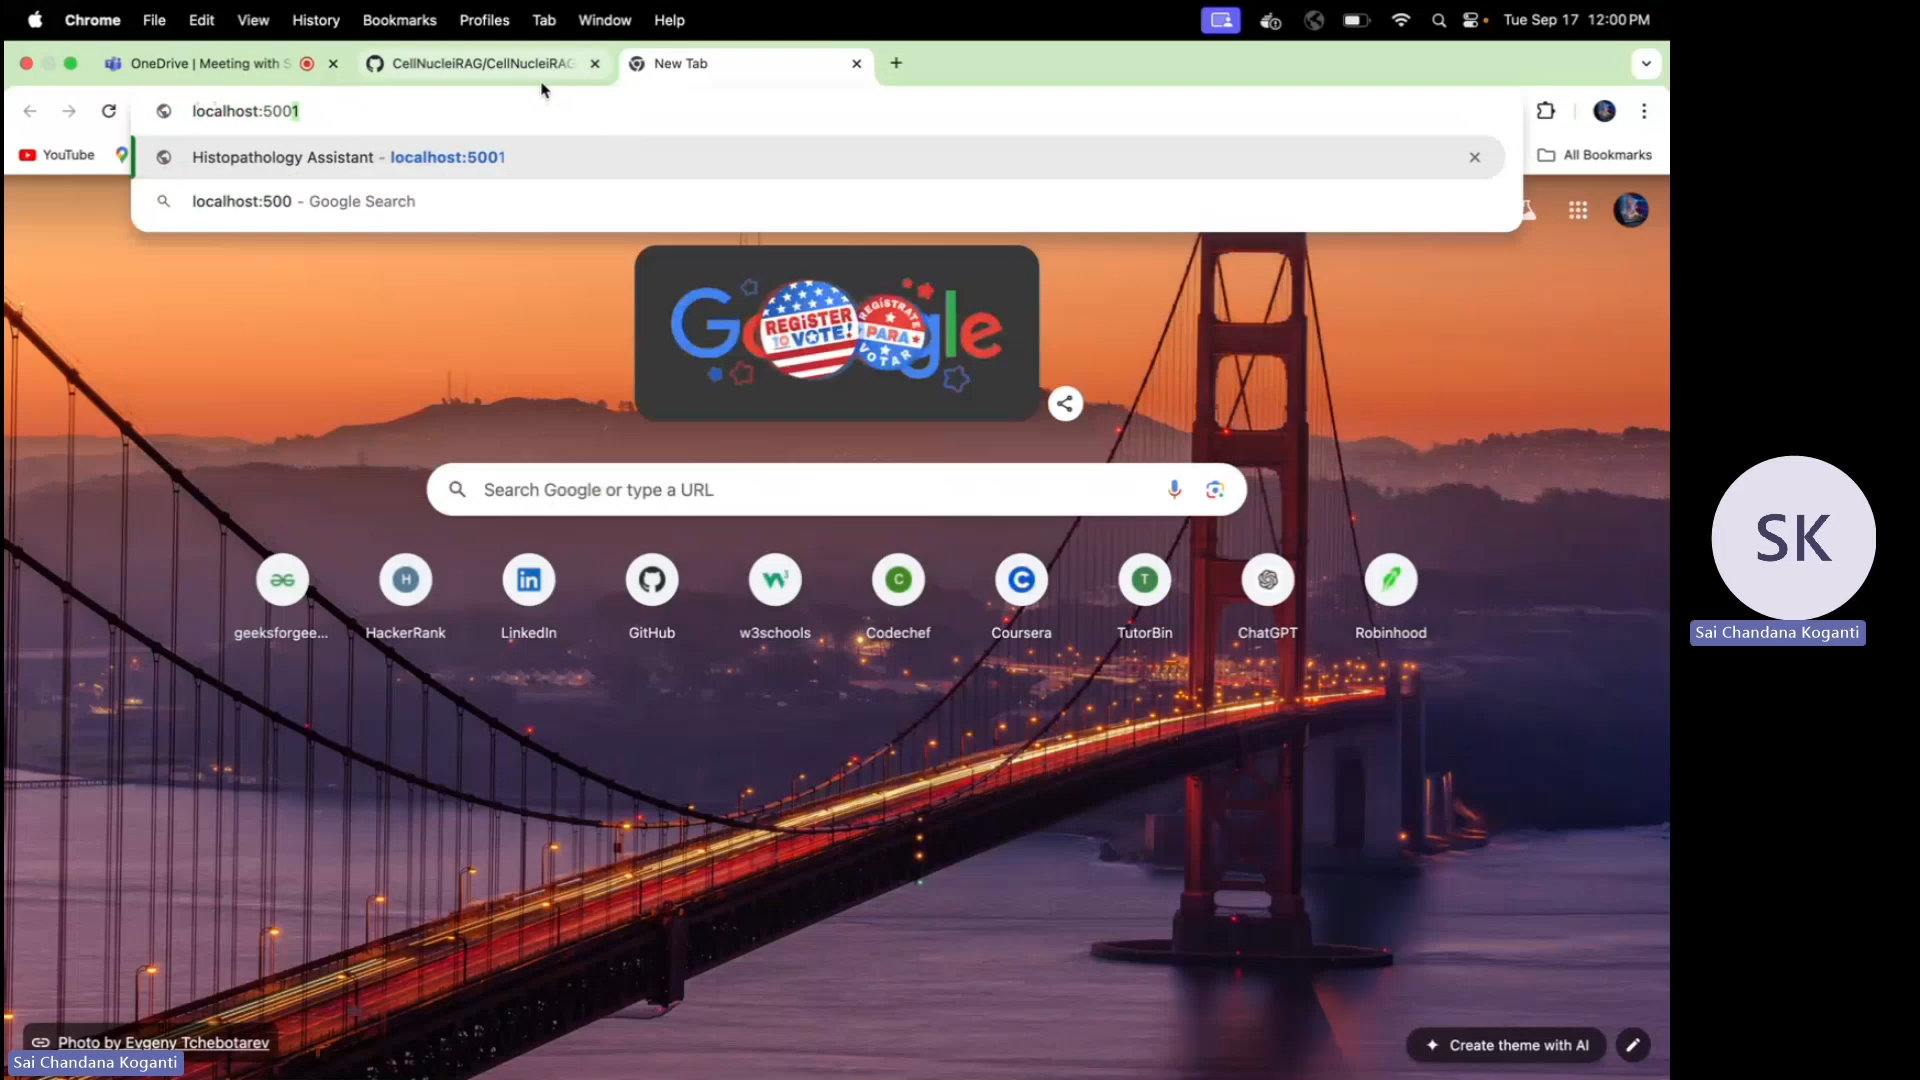 Chrome File Edit View History Bookmarks Profiles Tab Window Help Tue Sep 17 12:00 PM
OneDrive | Meeting with S CellNucleiRAG/CellNucleiRAG New Tab
localhost:5001
YouTube All Bookmarks
Histopathology Assistant - localhost:5001
localhost:500 - Google Search
Google
REGISTER TO VOTE!
REGÍSTRATE PARA VOTAR
Search Google or type a URL
geeksforgee... HackerRank LinkedIn GitHub w3schools Codechef Coursera TutorBin ChatGPT Robinhood
SK
Sai Chandana Koganti
Photo by Evgeny Tchebotarev
Create theme with AI
Sai Chandana Koganti